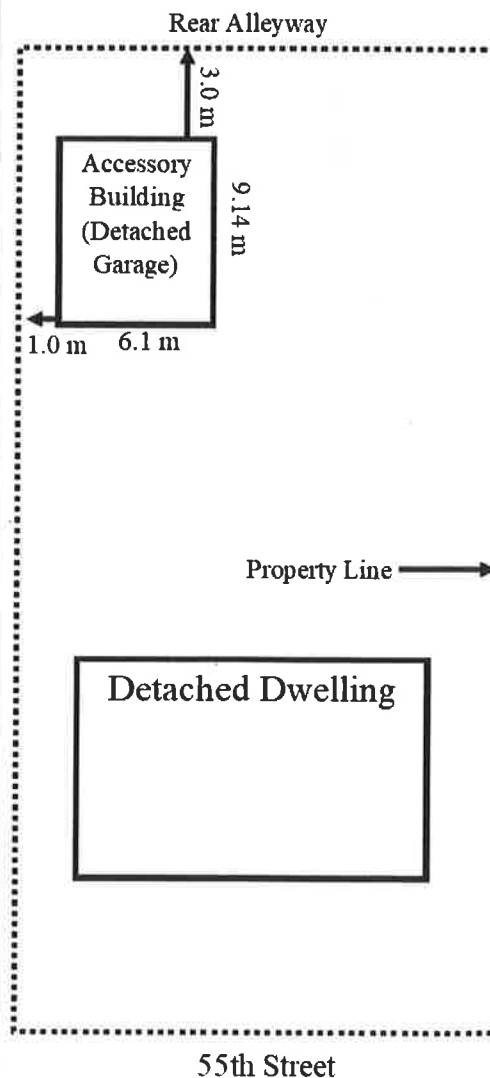 Rear Alleyway
3.0 m
Accessory
Building
(Detached
Garage)
9.14 m
1.0 m
6.1 m
Property Line
Detached Dwelling
55th Street